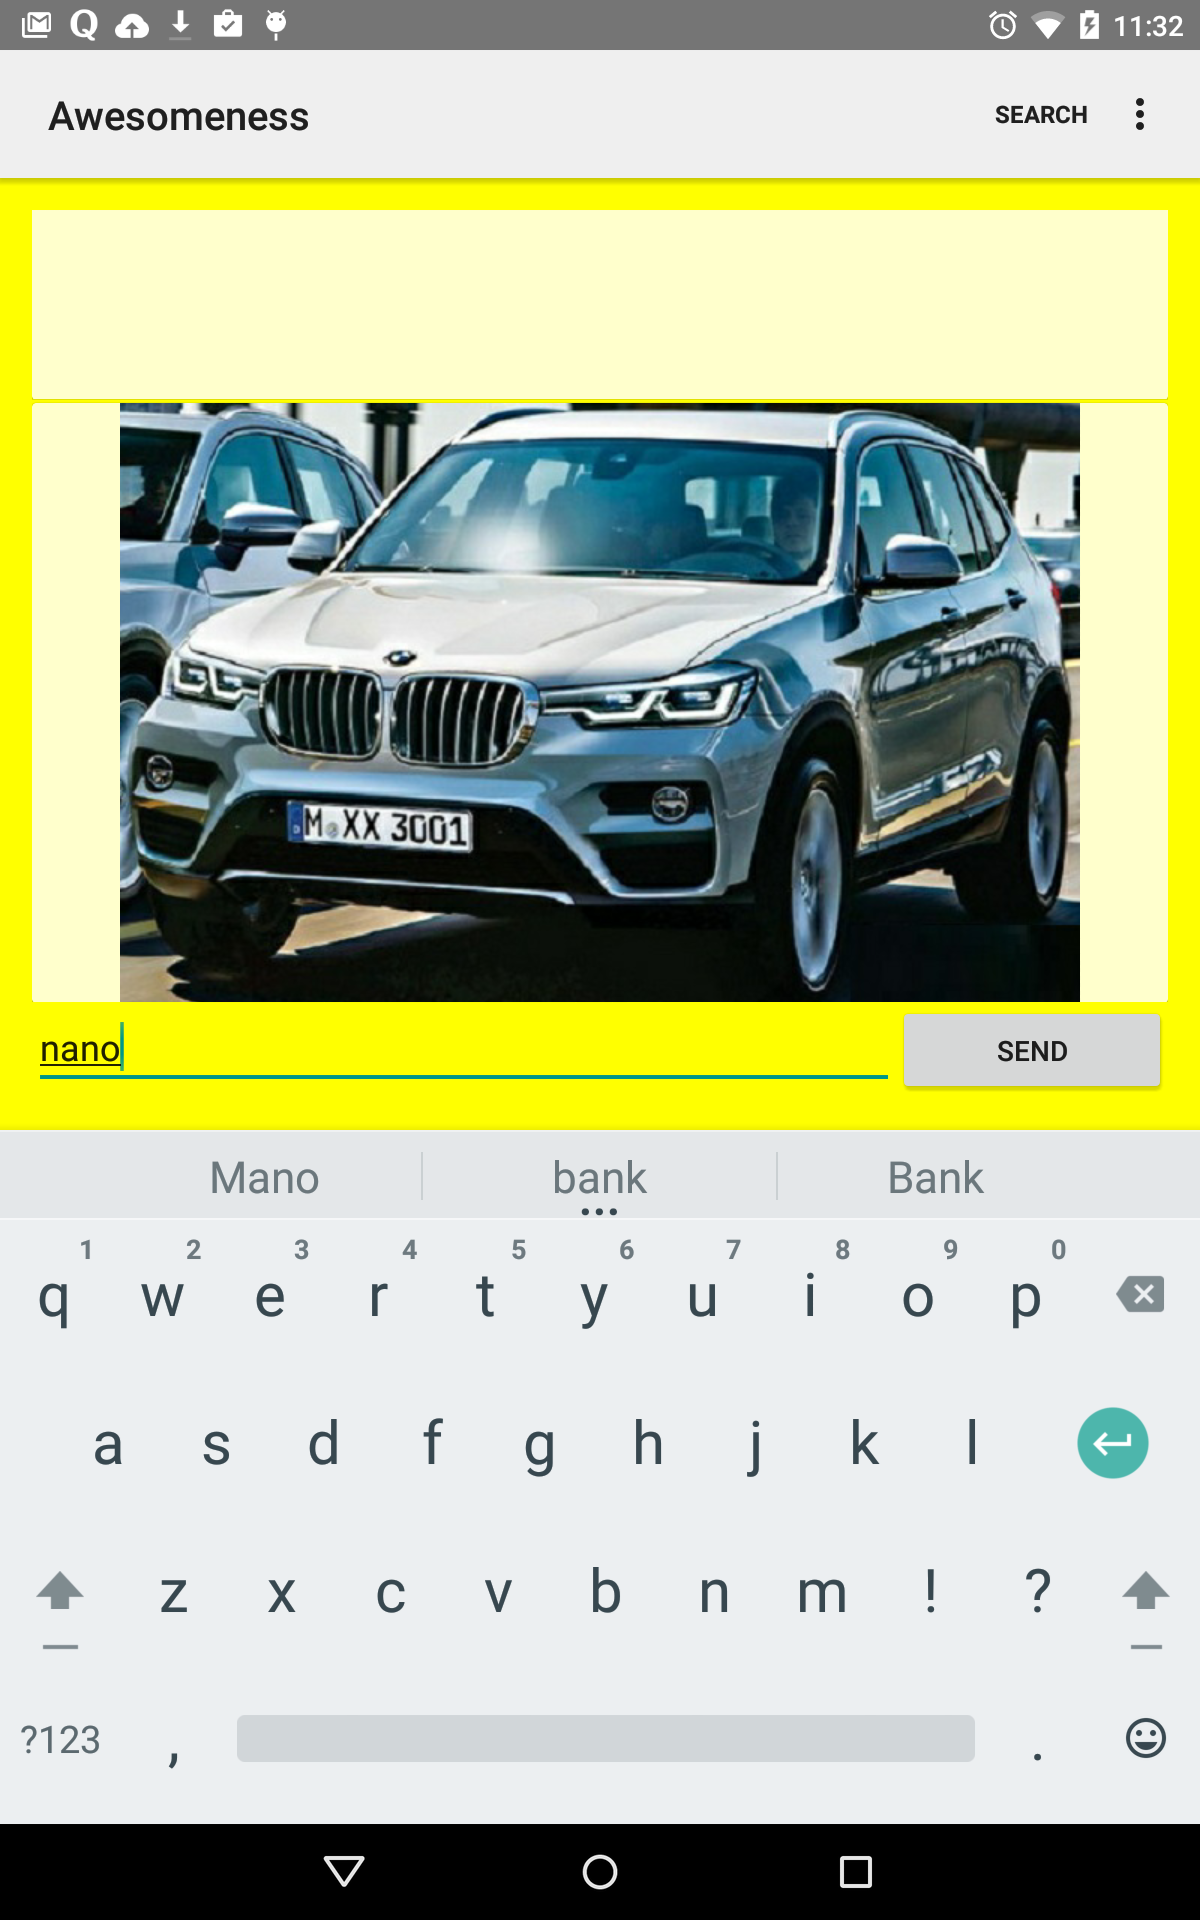 11:32
Awesomeness
SEARCH
M XX 3001
nano
SEND
Mano bank Bank
1 2 3 4 5 6 7 8 9 0
q w e r t y u i o p
a s d f g h j k l
z x c v b n m ! ?
?123 , .